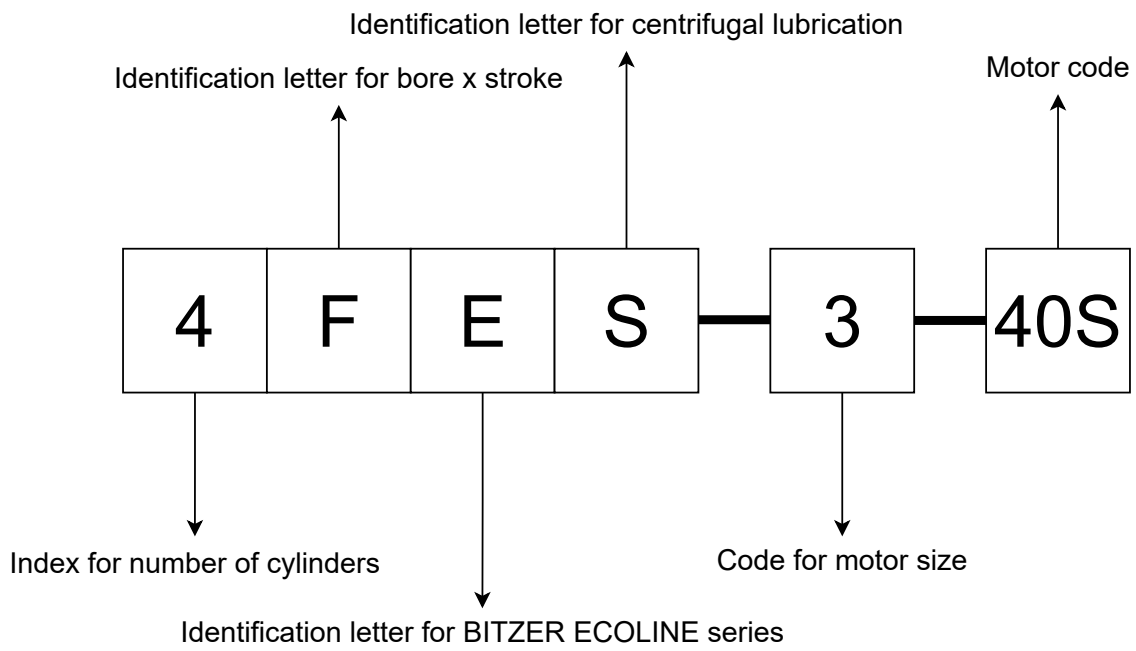 Identification letter for centrifugal lubrication
Identification letter for bore x stroke
Motor code
4 F E S 3 40S
Index for number of cylinders
Code for motor size
Identification letter for BITZER ECOLINE series